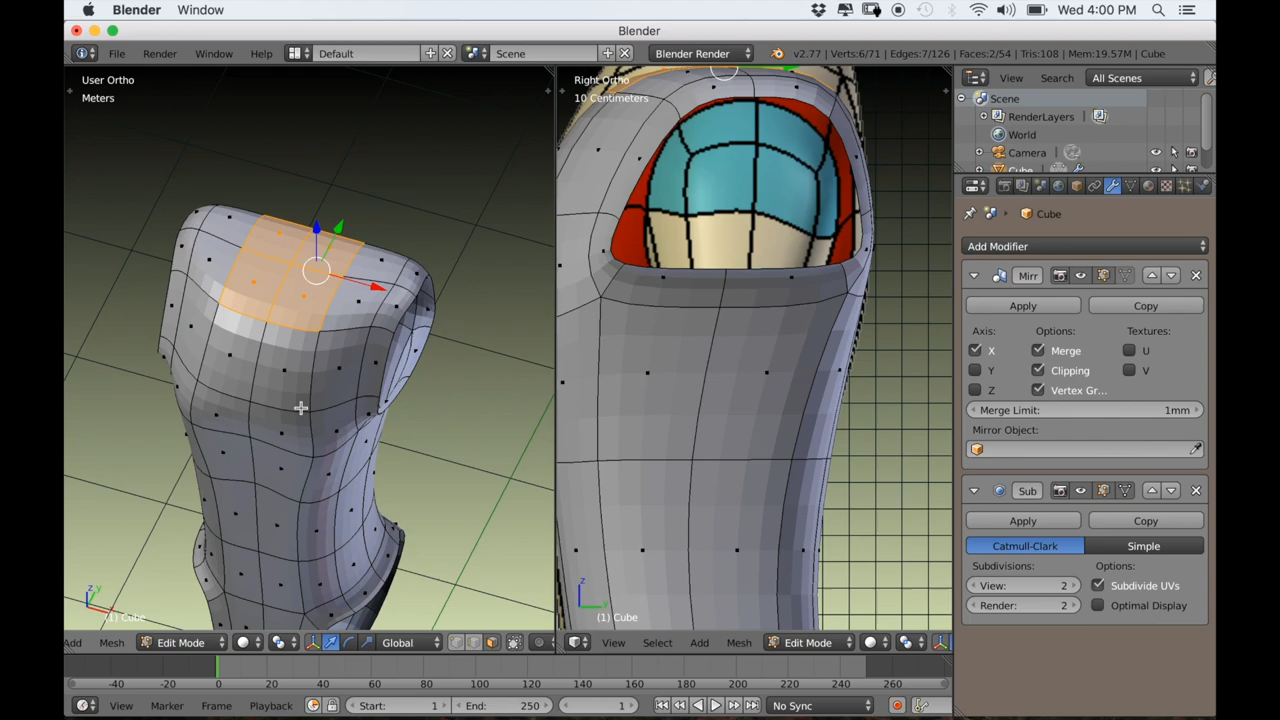 Blender Window Wed 4:00 PM
Blender
File Render Window Help Default Scene Blender Render v2.77 | Verts:6/71 | Edges:7/126 | Faces:2/54 | Tris:108 | Mem:19.57M | Cube
User Ortho
Meters
Right Ortho
10 Centimeters
View Search All Scenes
Scene
RenderLayers
World
Camera
Cube
Cube
Add Modifier
Mirr
Apply Copy
Axis: Options: Textures:
X Merge U
Y Clipping V
Z Vertex Gr...
Merge Limit: 1mm
Mirror Object:
Sub
Apply Copy
Catmull-Clark Simple
Subdivisions: Options:
View: 2 Subdivide UVs
Render: 2 Optimal Display
z y
(1) Cube
z
y
(1) Cube
Add Mesh Edit Mode Global
View Select Add Mesh Edit Mode
-40 -20 0 20 40 60 80 100 120 140 160 180 200 220 240 260
View Marker Frame Playback Start: 1 End: 250 1 No Sync